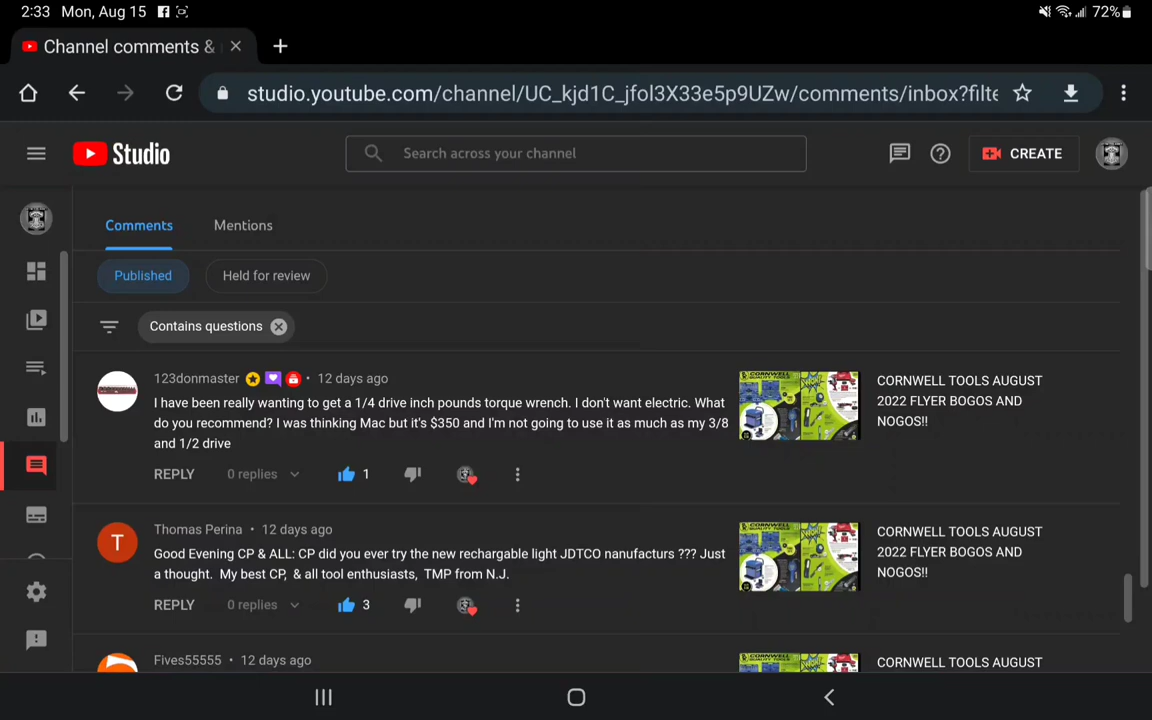 2:33 Mon, Aug 15
72%
Channel comments &
studio.youtube.com/channel/UC_kjd1C_jfol3X33e5p9UZw/comments/inbox?filte
Studio
Search across your channel
CREATE
Comments
Mentions
Published
Held for review
Contains questions
123donmaster • 12 days ago
I have been really wanting to get a 1/4 drive inch pounds torque wrench. I don't want electric. What
do you recommend? I was thinking Mac but it's $350 and I'm not going to use it as much as my 3/8
and 1/2 drive
REPLY 0 replies 1
CORNWELL TOOLS AUGUST
2022 FLYER BOGOS AND
NOGOS!!
Thomas Perina • 12 days ago
Good Evening CP & ALL: CP did you ever try the new rechargable light JDTCO nanufacturs ??? Just
a thought. My best CP, & all tool enthusiasts, TMP from N.J.
T
REPLY 0 replies 3
CORNWELL TOOLS AUGUST
2022 FLYER BOGOS AND
NOGOS!!
Fives55555 • 12 days ago
CORNWELL TOOLS AUGUST